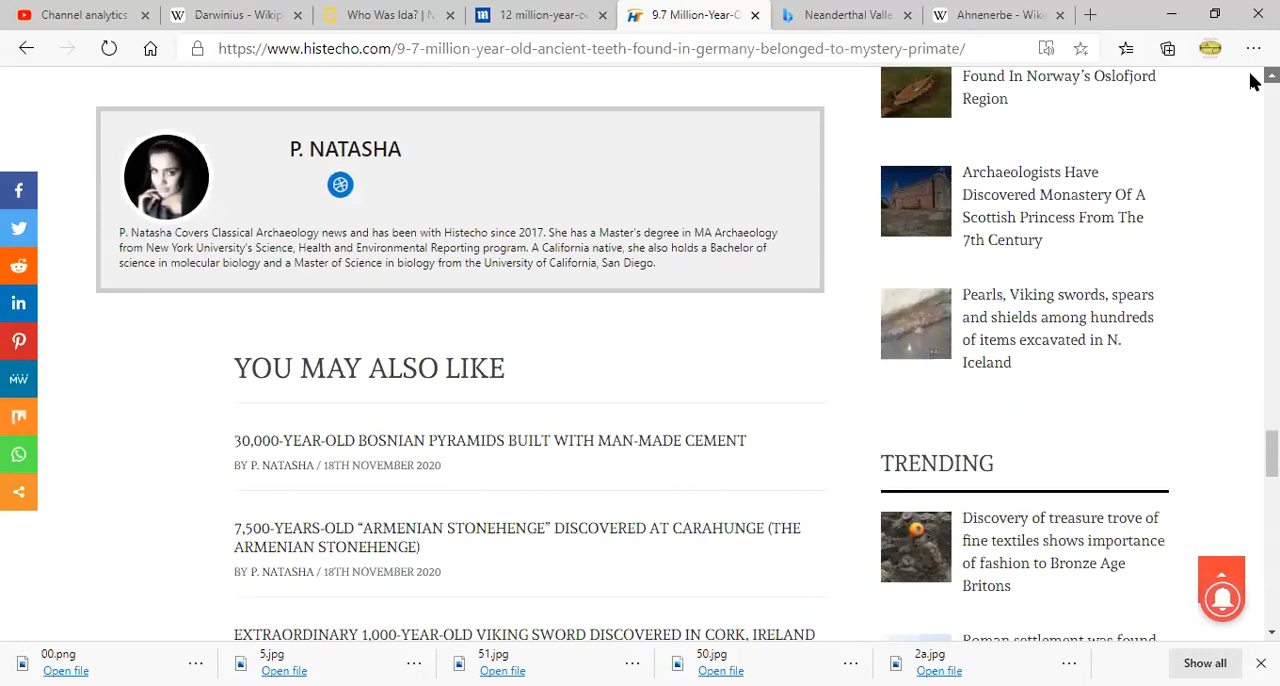 Channel analytics
Darwinius - Wikip
Who Was Ida? | N
12 million-year-o
9.7 Million-Year-O
Neanderthal Valle
Ahnenerbe - Wiki
https://www.histecho.com/9-7-million-year-old-ancient-teeth-found-in-germany-belonged-to-mystery-primate/
Found In Norway's Oslofjord
Region
P. NATASHA
P. Natasha Covers Classical Archaeology news and has been with Histecho since 2017. She has a Master's degree in MA Archaeology
from New York University's Science, Health and Environmental Reporting program. A California native, she also holds a Bachelor of
science in molecular biology and a Master of Science in biology from the University of California, San Diego.
Archaeologists Have
Discovered Monastery Of A
Scottish Princess From The
7th Century
Pearls, Viking swords, spears
and shields among hundreds
of items excavated in N.
Iceland
YOU MAY ALSO LIKE
30,000-YEAR-OLD BOSNIAN PYRAMIDS BUILT WITH MAN-MADE CEMENT
BY P. NATASHA / 18TH NOVEMBER 2020
7,500-YEARS-OLD “ARMENIAN STONEHENGE” DISCOVERED AT CARAHUNGE (THE
ARMENIAN STONEHENGE)
BY P. NATASHA / 18TH NOVEMBER 2020
EXTRAORDINARY 1,000-YEAR-OLD VIKING SWORD DISCOVERED IN CORK, IRELAND
TRENDING
Discovery of treasure trove of
fine textiles shows importance
of fashion to Bronze Age
Britons
Roman settlement was found
MW
00.png
Open file
5.jpg
Open file
51.jpg
Open file
50.jpg
Open file
2a.jpg
Open file
Show all